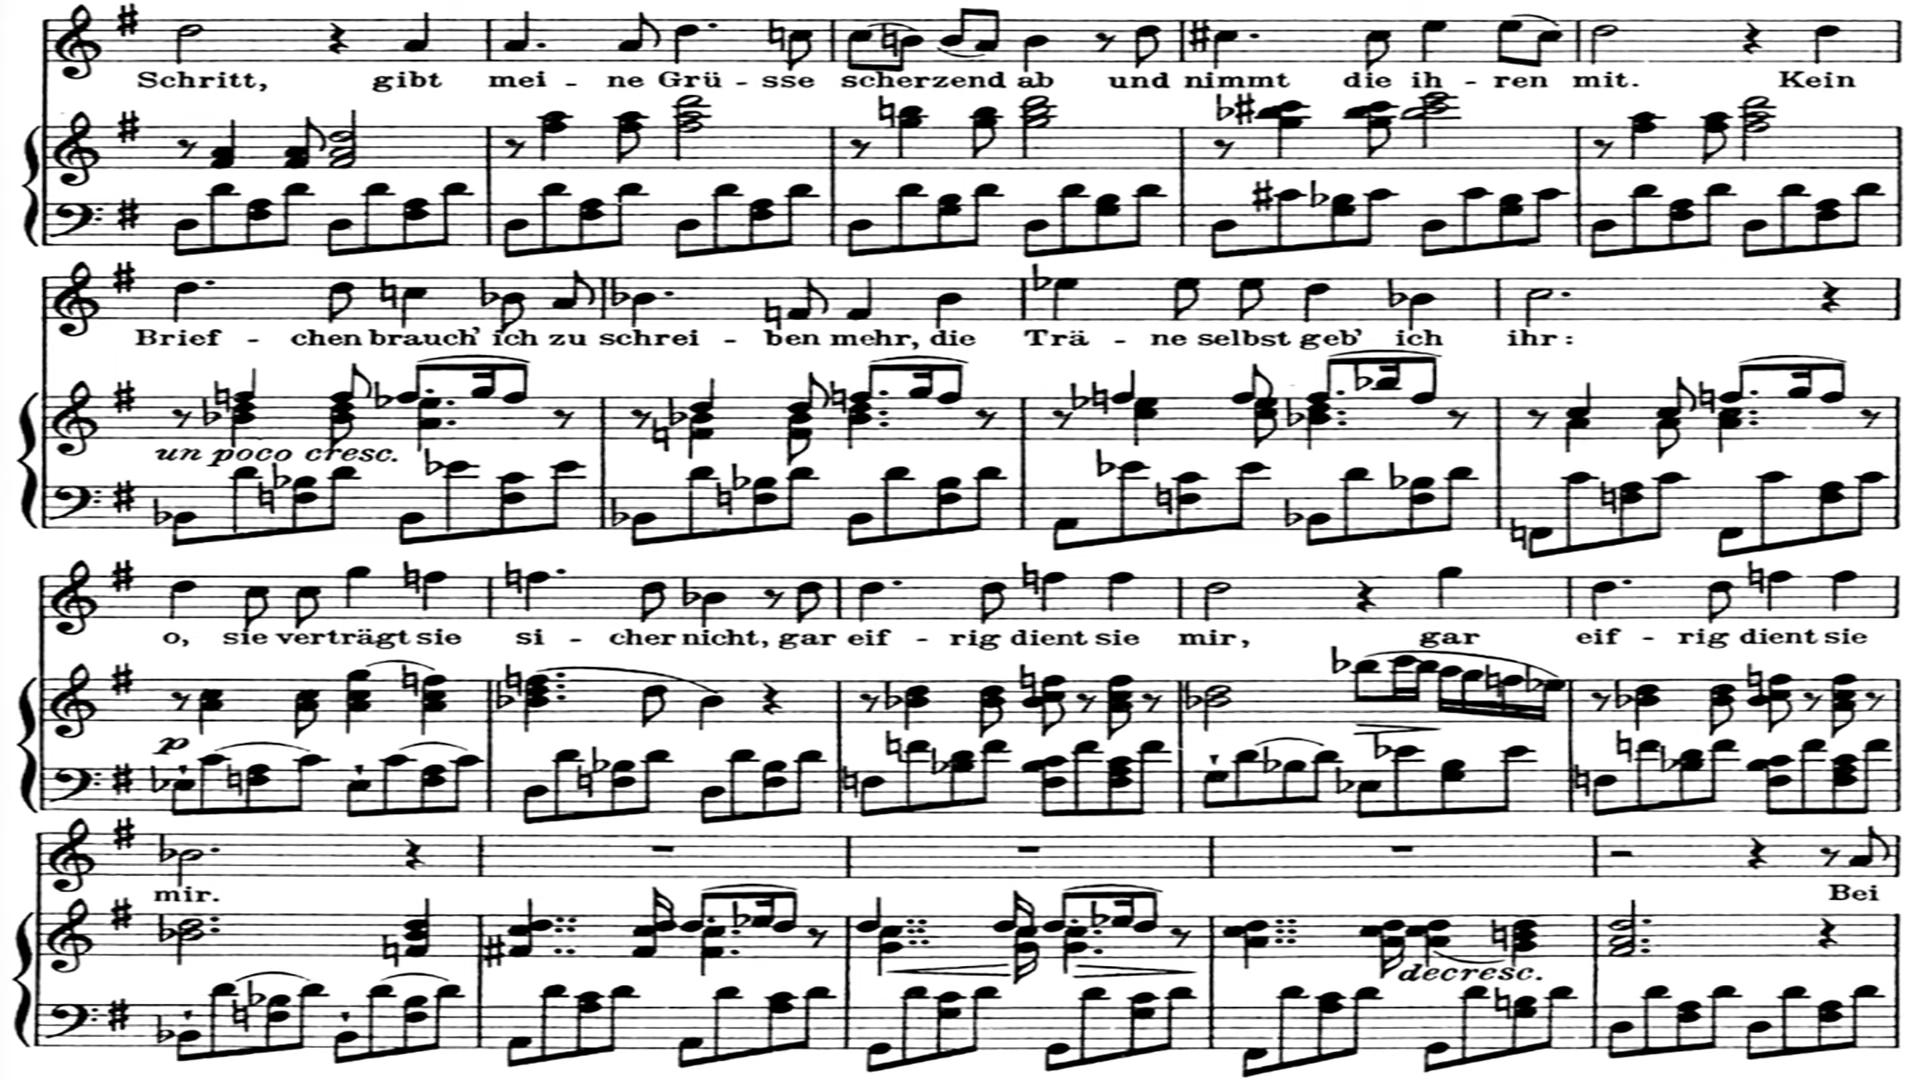 Schritt, gibt mei - ne Grü - sse scherzend ab und nimmt die ih - ren mit. Kein
Brief - chen brauch' ich zu schrei - ben mehr, die Trä - ne selbst geb' ich ihr:
un poco cresc.
o, sie verträgt sie si - cher nicht, gar eif - rig dient sie mir, gar eif - rig dient sie
p
mir. Bei
decresc.